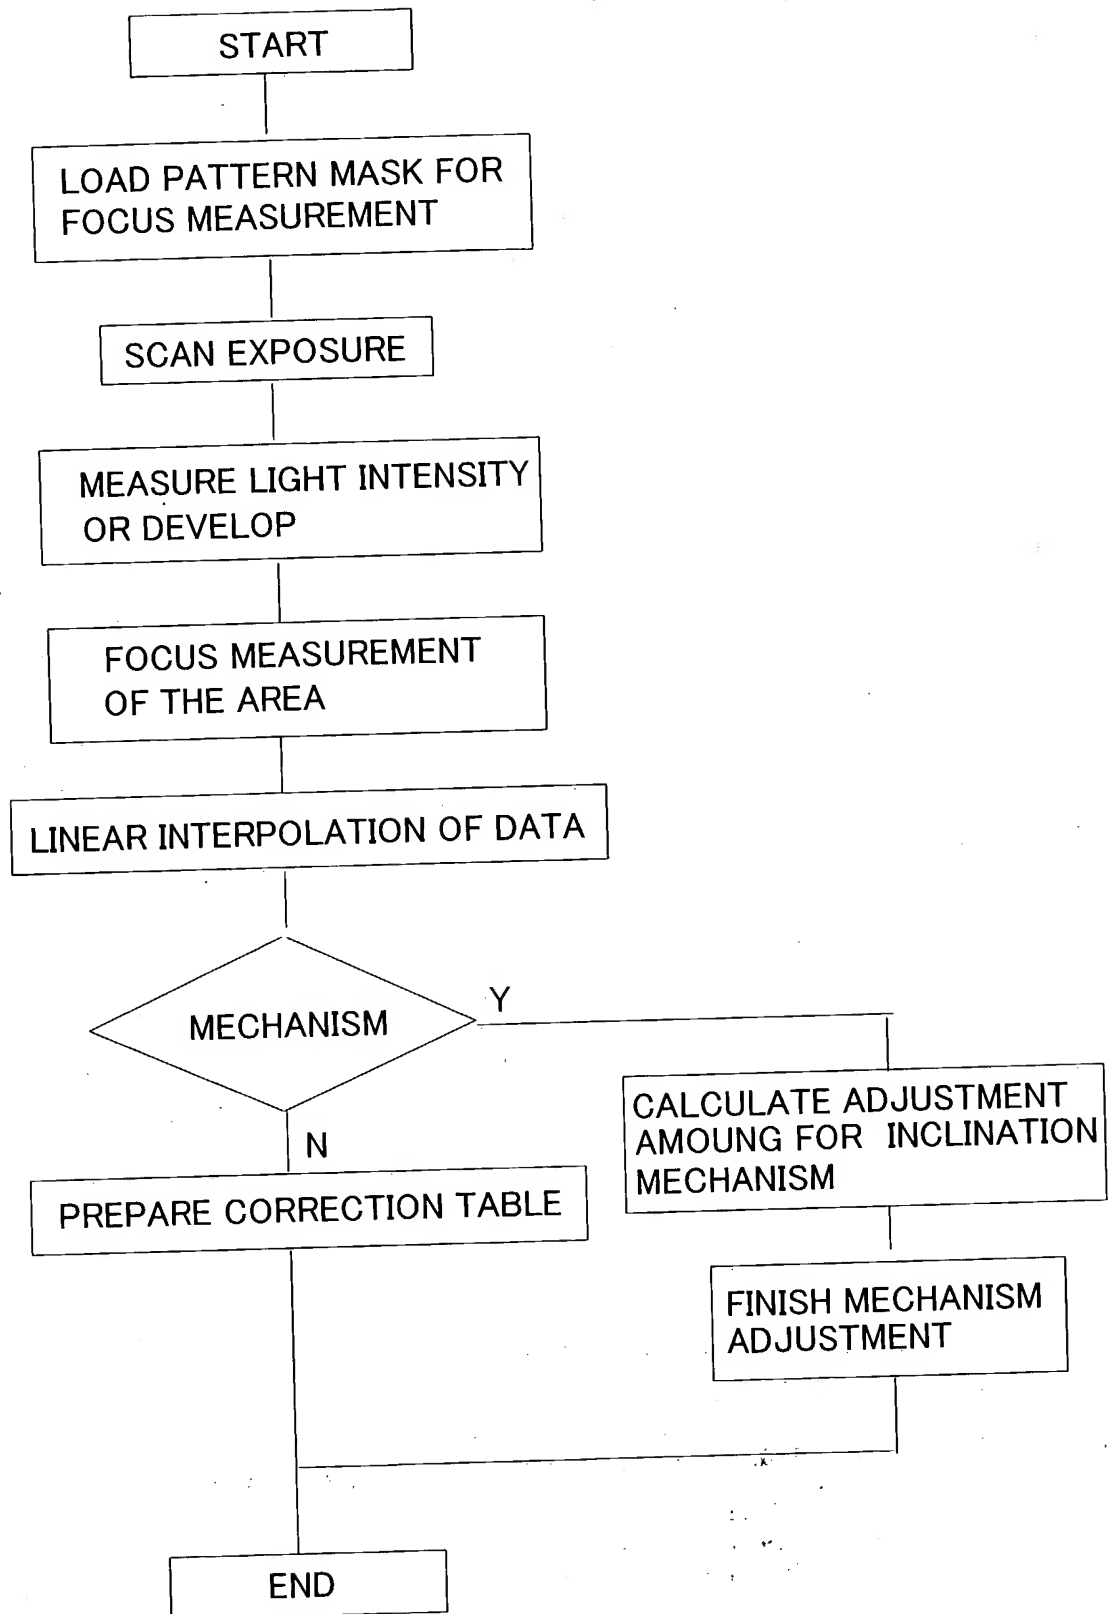 START
LOAD PATTERN MASK FOR
FOCUS MEASUREMENT
SCAN EXPOSURE
MEASURE LIGHT INTENSITY
OR DEVELOP
FOCUS MEASUREMENT
OF THE AREA
LINEAR INTERPOLATION OF DATA
MECHANISM
Y
N
CALCULATE ADJUSTMENT
AMOUNG FOR INCLINATION
MECHANISM
PREPARE CORRECTION TABLE
FINISH MECHANISM
ADJUSTMENT
END